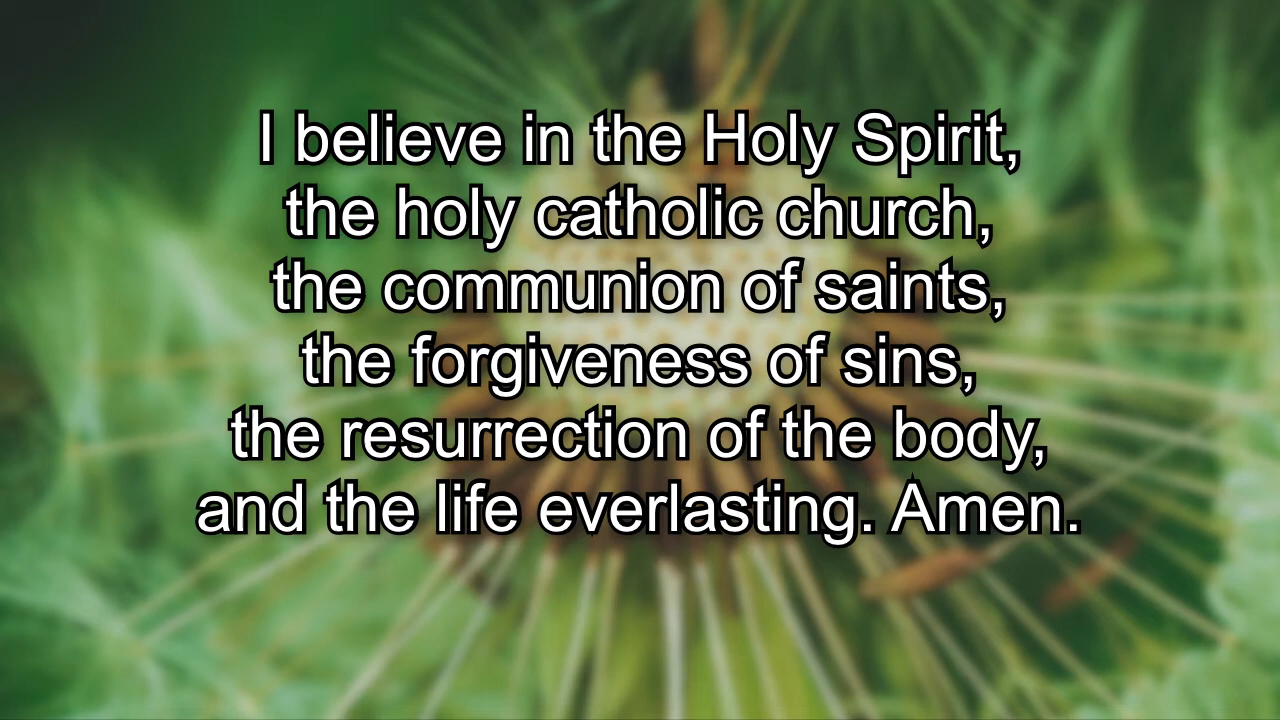 I believe in the Holy Spirit,
the holy catholic church,
the communion of saints,
the forgiveness of sins,
the resurrection of the body,
and the life everlasting. Amen.